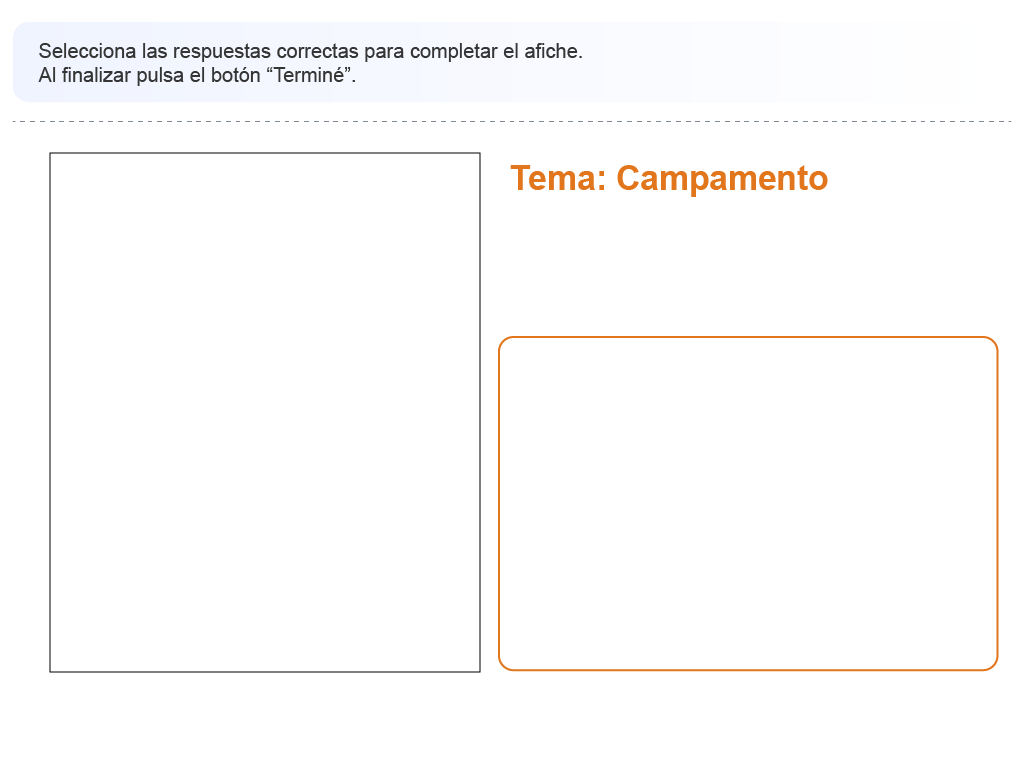 Selecciona las respuestas correctas para completar el afiche.
Al finalizar pulsa el botón “Terminé”.
Tema: Campamento